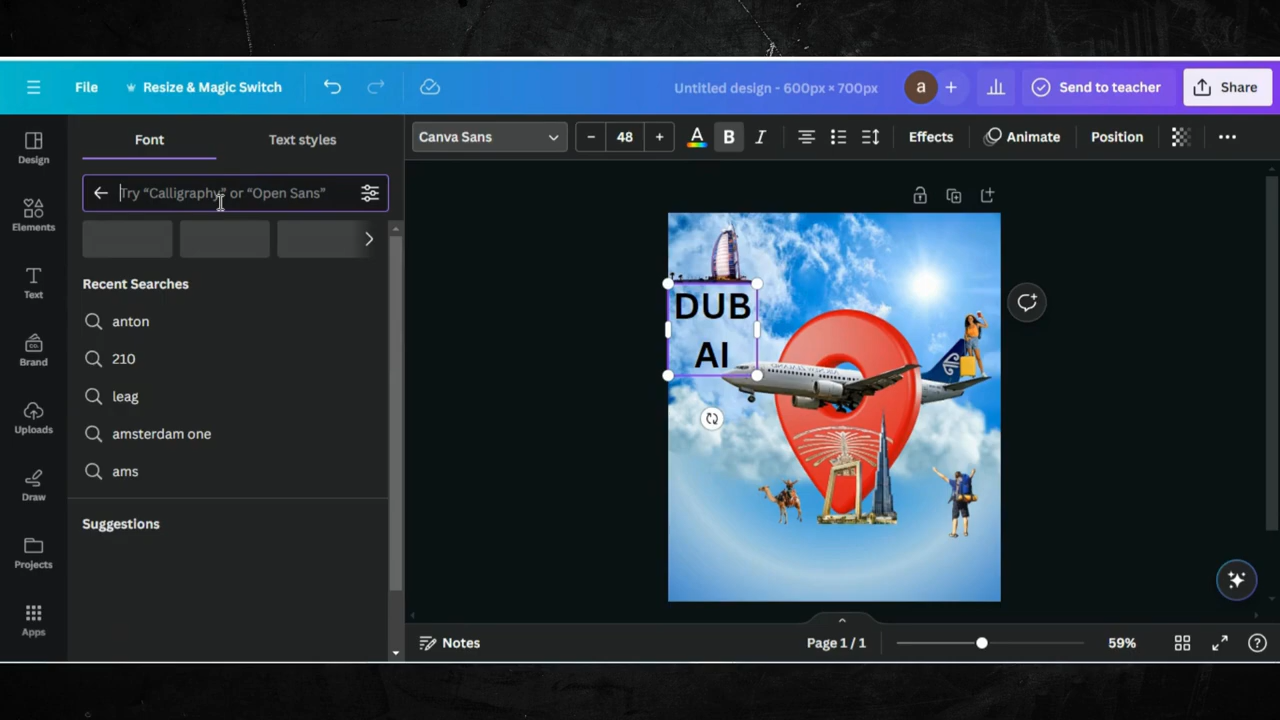 File
Resize & Magic Switch
Untitled design - 600px × 700px
a
Send to teacher
Share
Design
Elements
Text
Brand
Uploads
Draw
Projects
Apps
Font
Text styles
Try “Calligraphy” or “Open Sans”
Recent Searches
anton
210
leag
amsterdam one
ams
Suggestions
Canva Sans
48
A
B
I
Effects
Animate
Position
DUB
AI
Notes
Page 1 / 1
59%